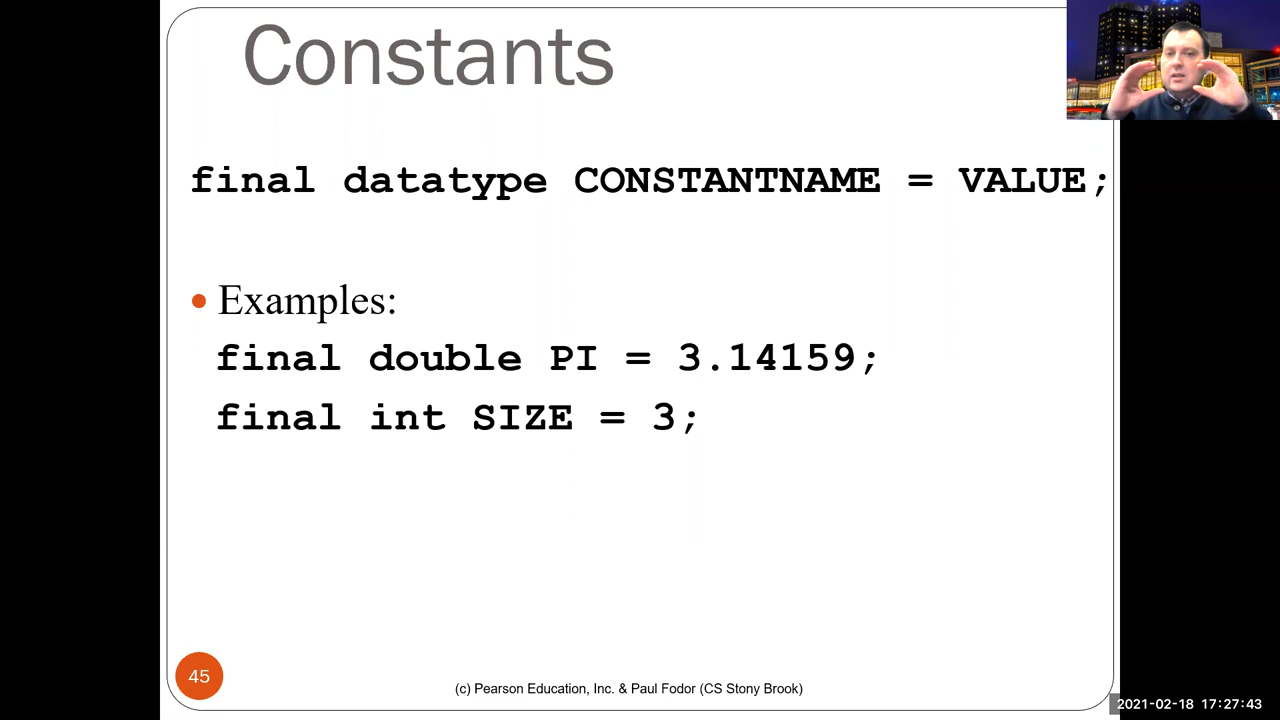 Constants
final datatype CONSTANTNAME = VALUE;
Examples:
final double PI = 3.14159;
final int SIZE = 3;
45
(c) Pearson Education, Inc. & Paul Fodor (CS Stony Brook)
2021-02-18 17:27:43